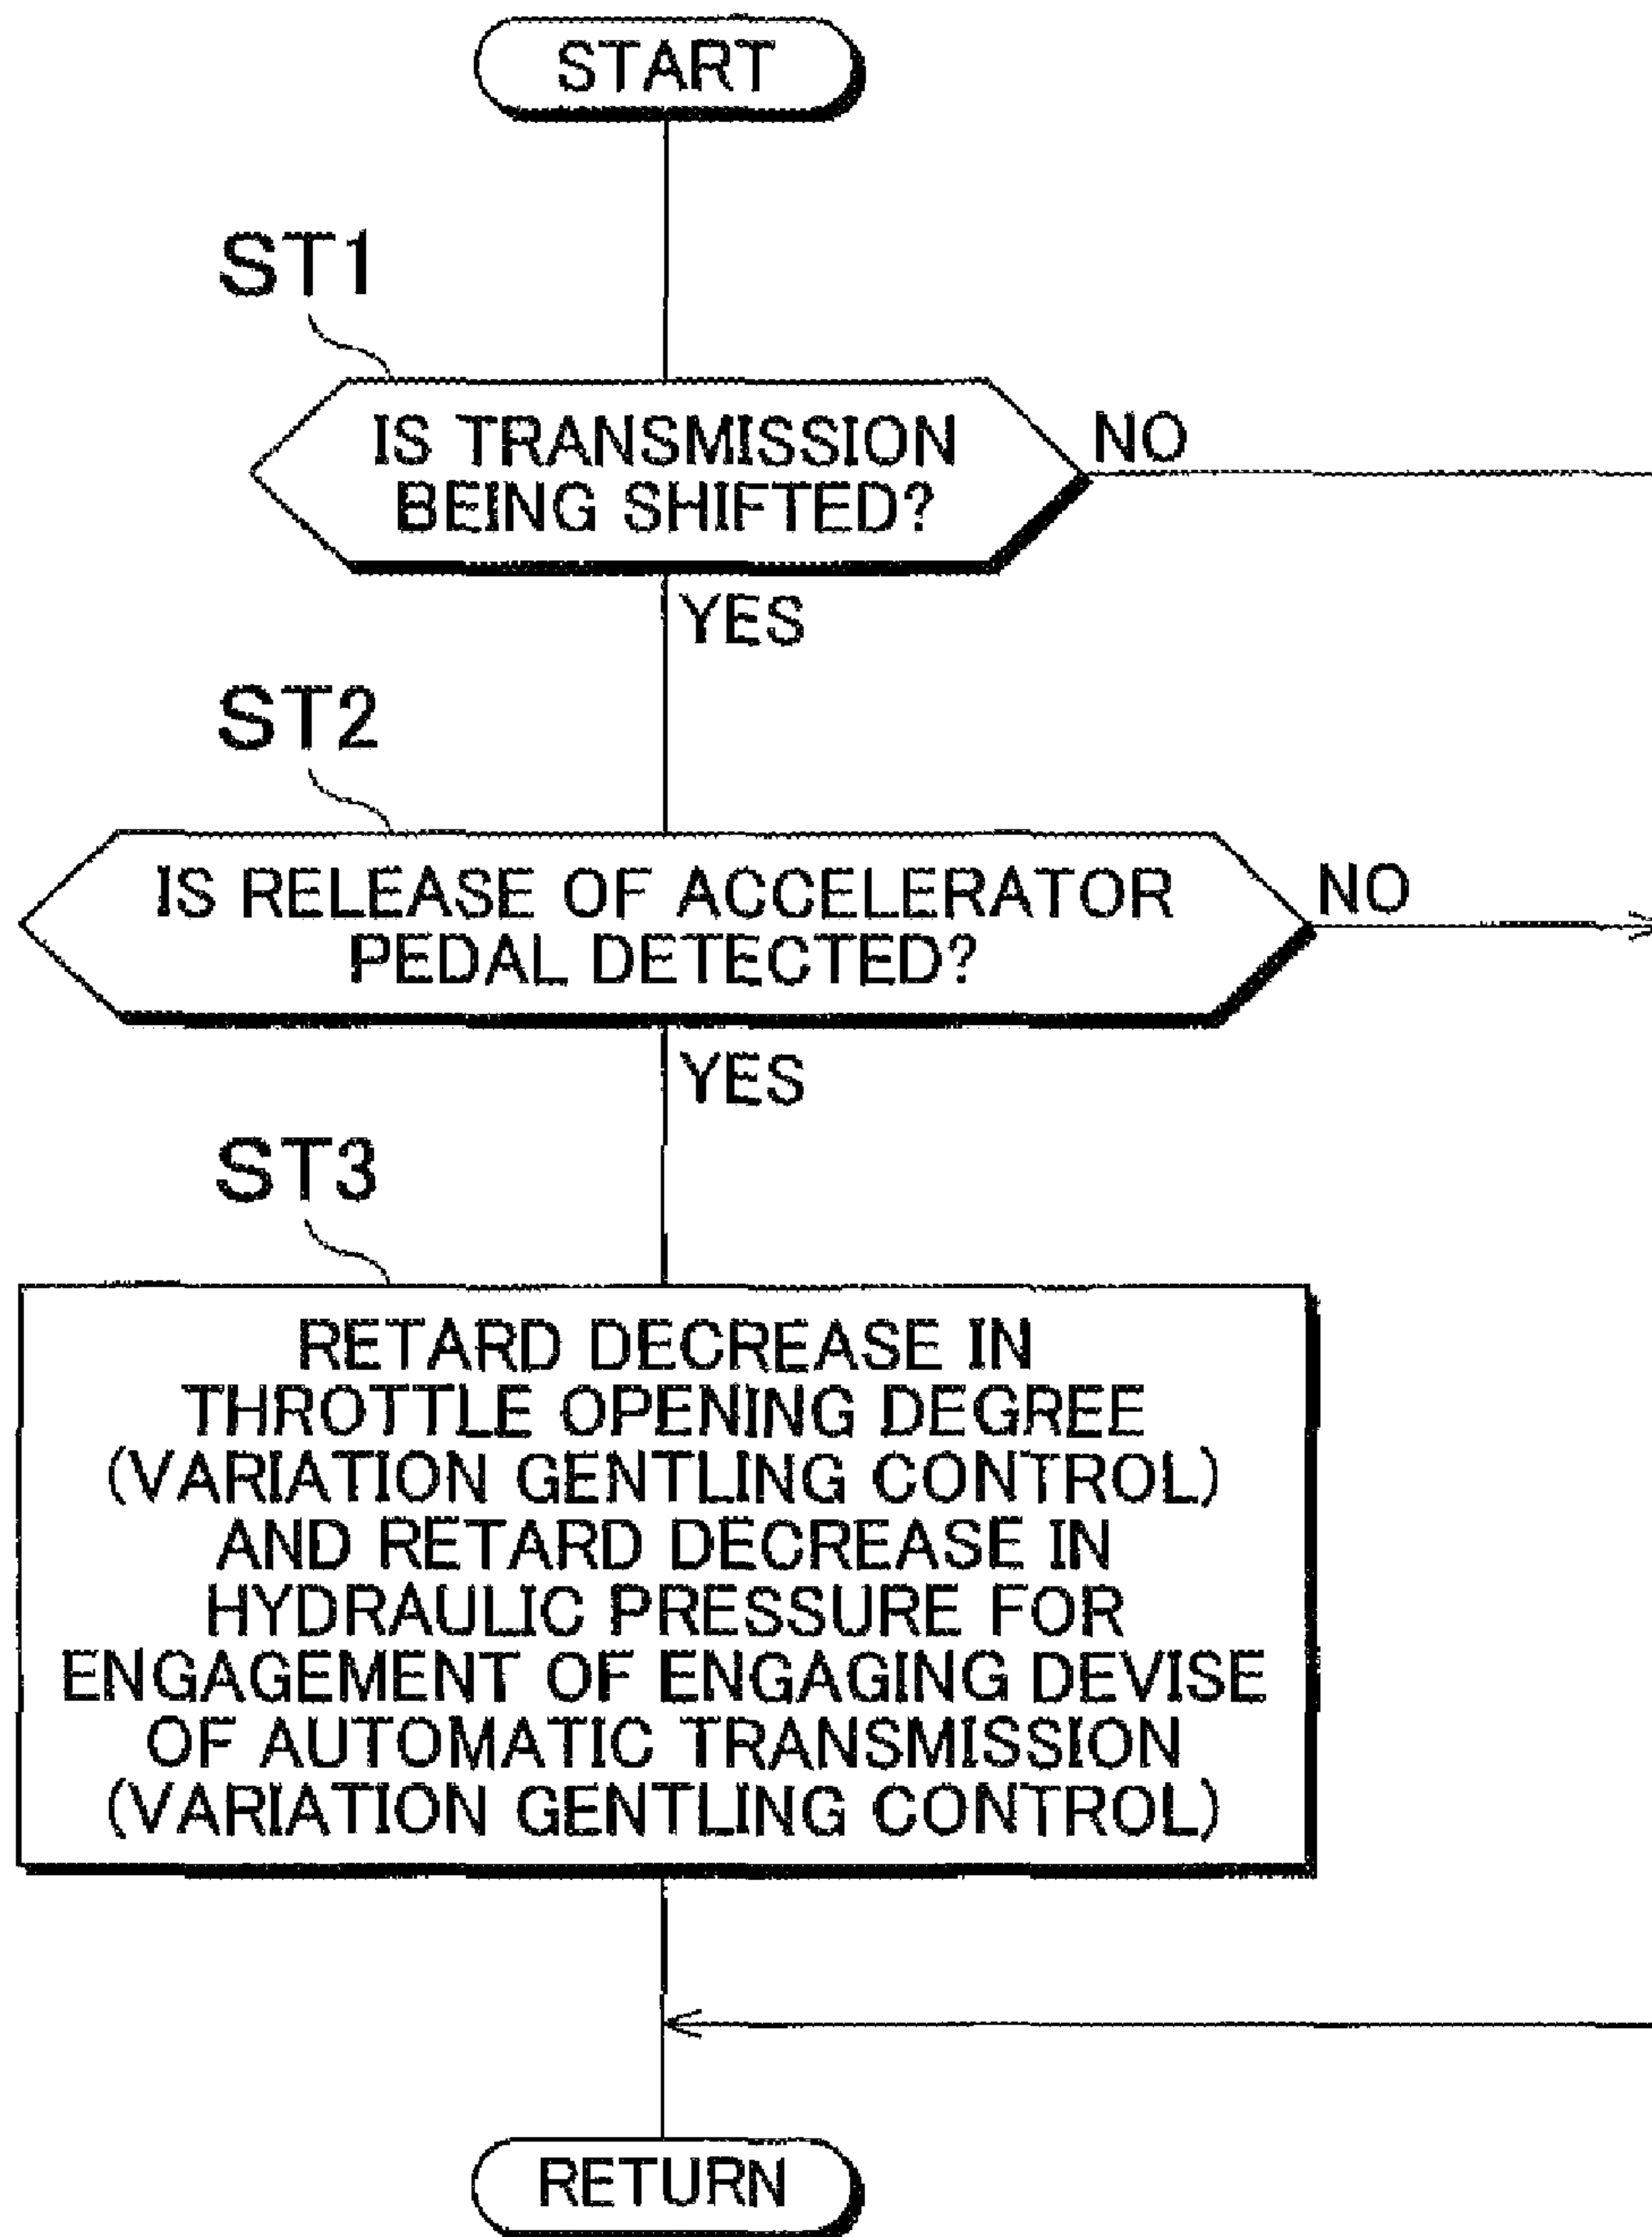 START
ST1
IS TRANSMISSION
BEING SHIFTED?
NO
YES
ST2
IS RELEASE OF ACCELERATOR
PEDAL DETECTED?
NO
YES
ST3
RETARD DECREASE IN
THROTTLE OPENING DEGREE
(VARIATION GENTLING CONTROL)
AND RETARD DECREASE IN
HYDRAULIC PRESSURE FOR
ENGAGEMENT OF ENGAGING DEVISE
OF AUTOMATIC TRANSMISSION
(VARIATION GENTLING CONTROL)
RETURN